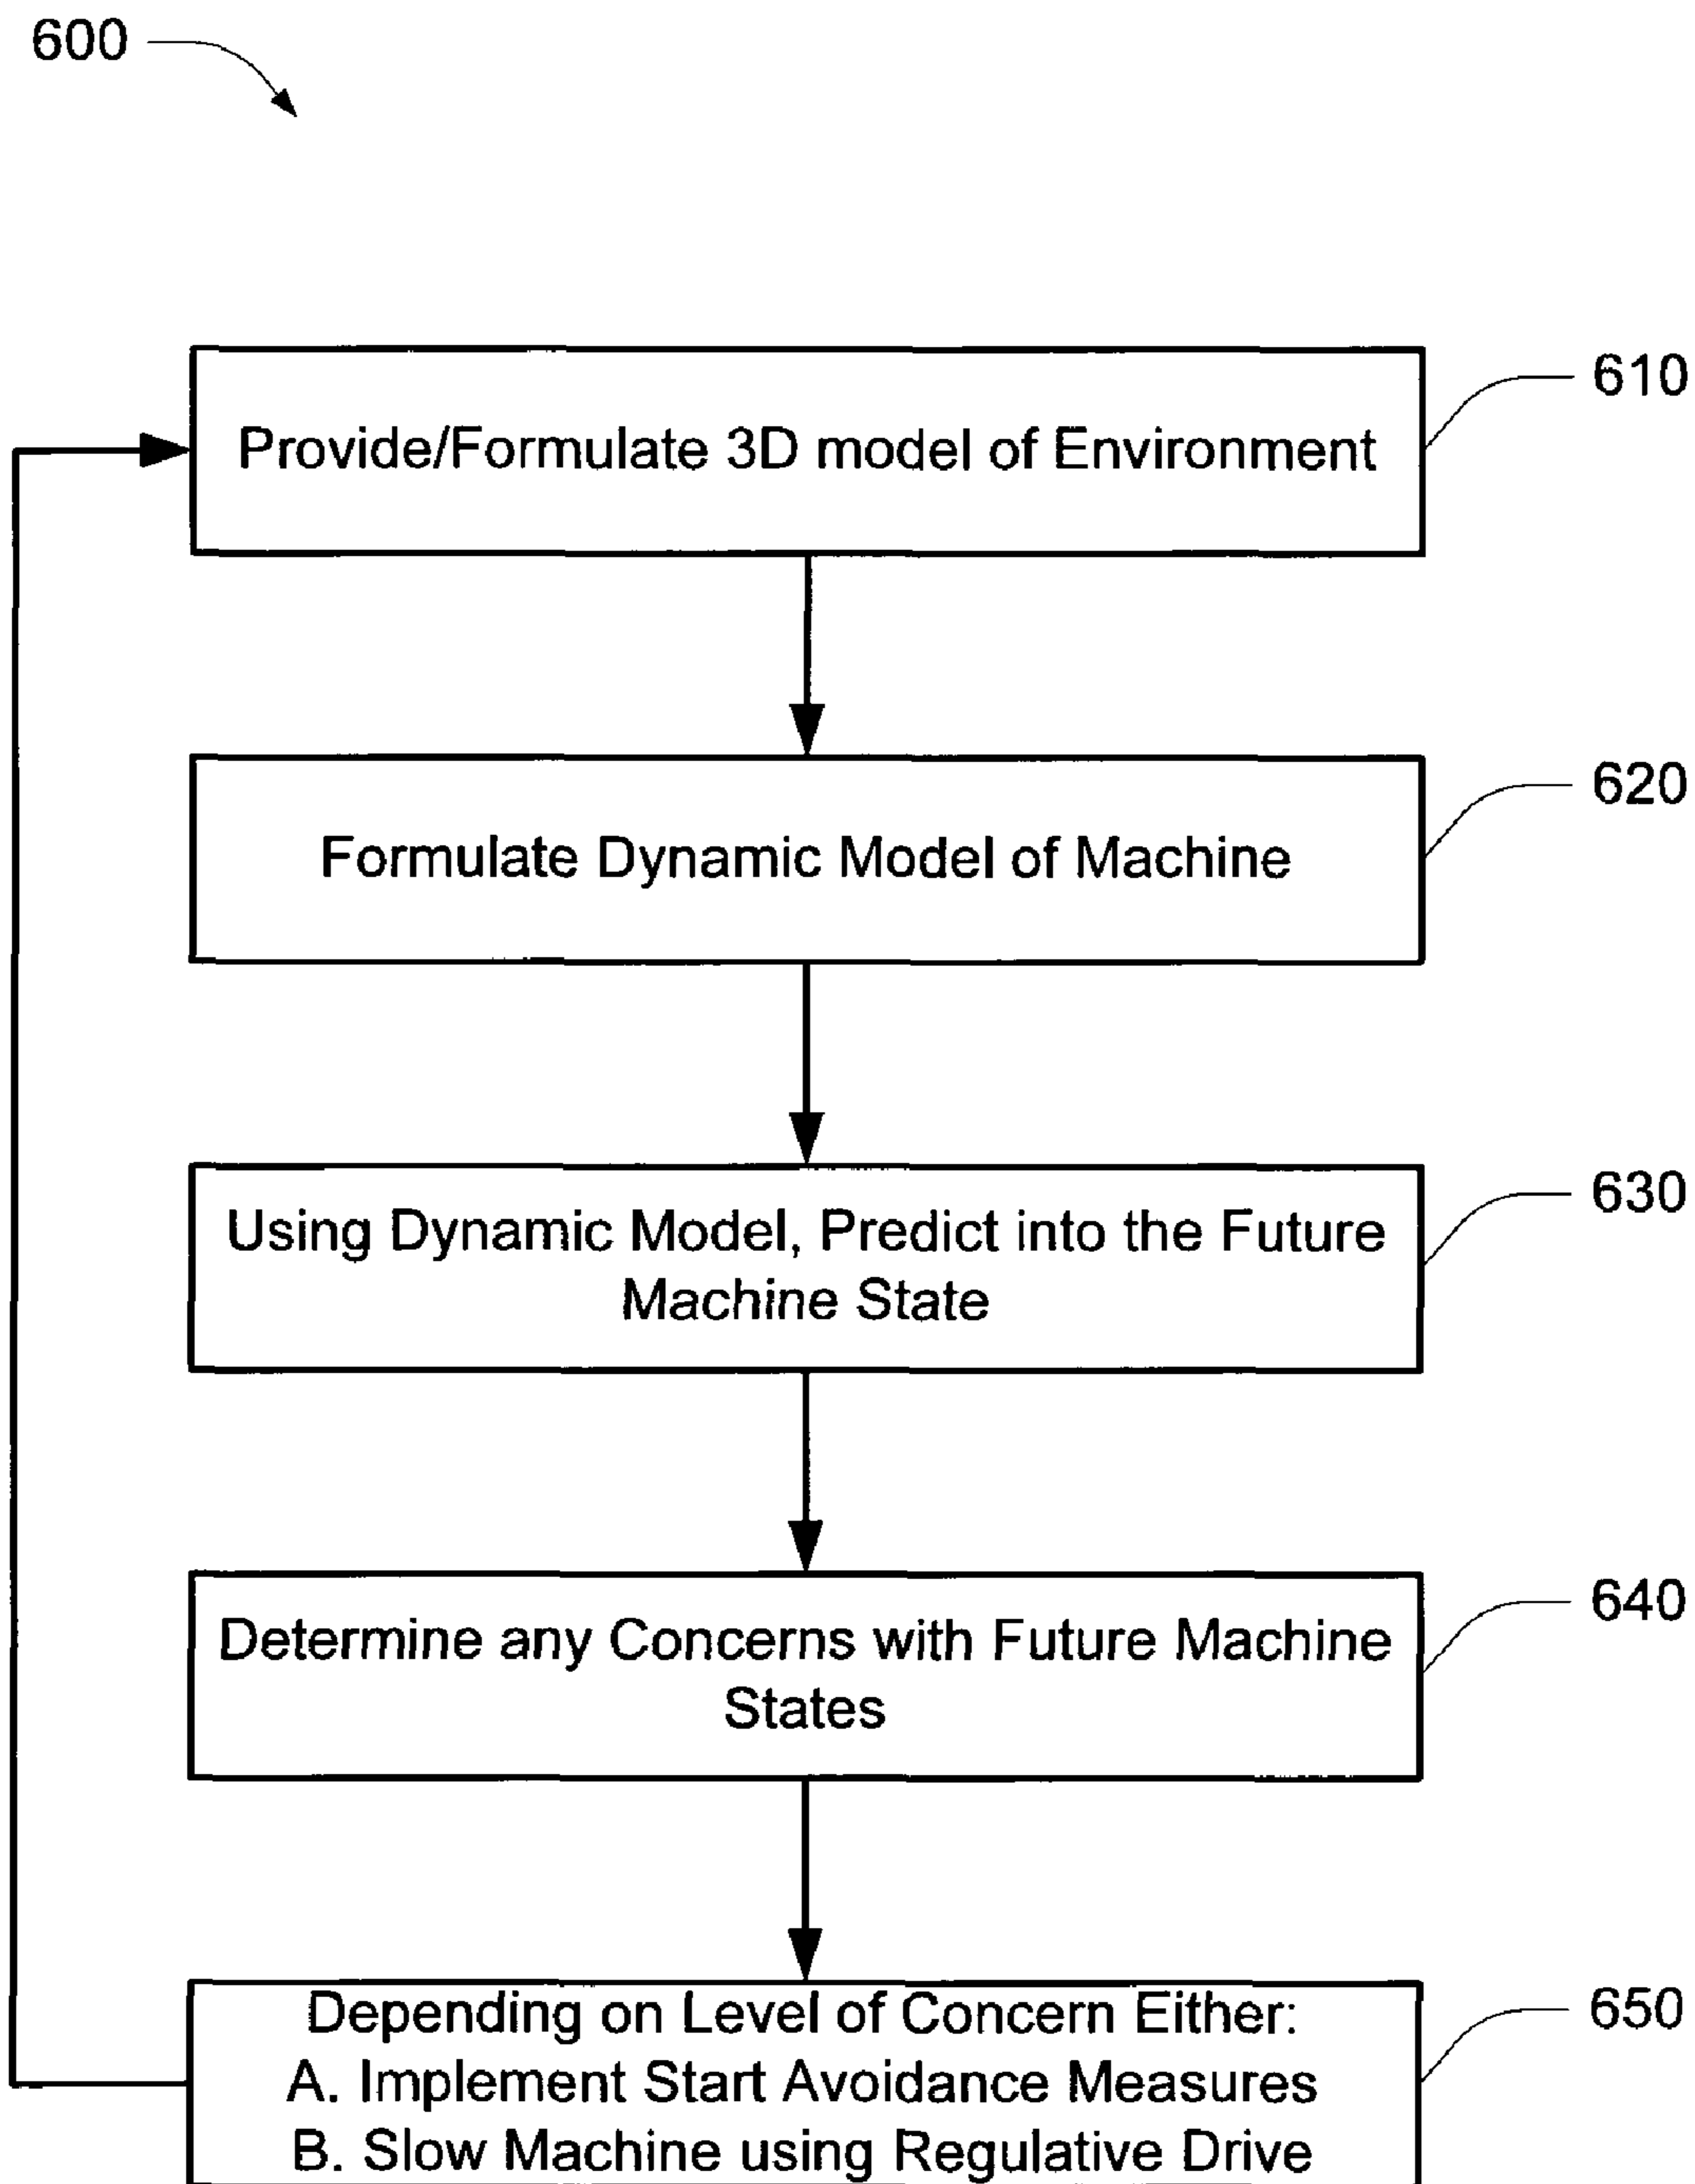 600
610
Provide/Formulate 3D model of Environment
620
Formulate Dynamic Model of Machine
630
Using Dynamic Model, Predict into the Future
Machine State
640
Determine any Concerns with Future Machine
States
650
Depending on Level of Concern Either:
A. Implement Start Avoidance Measures
B. Slow Machine using Regulative Drive